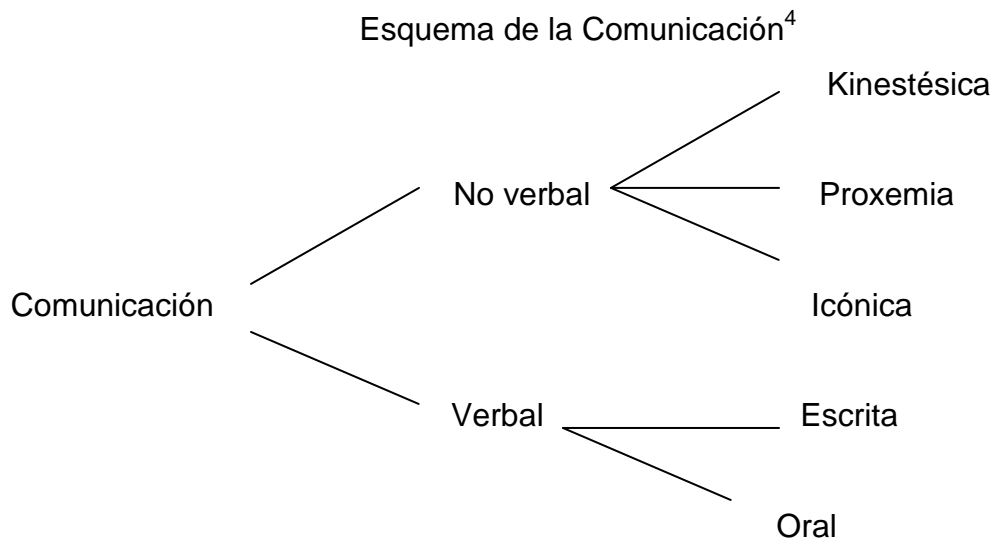 Esquema de la Comunicación⁴
Kinestésica
No verbal
Proxemia
Comunicación
Icónica
Verbal
Escrita
Oral